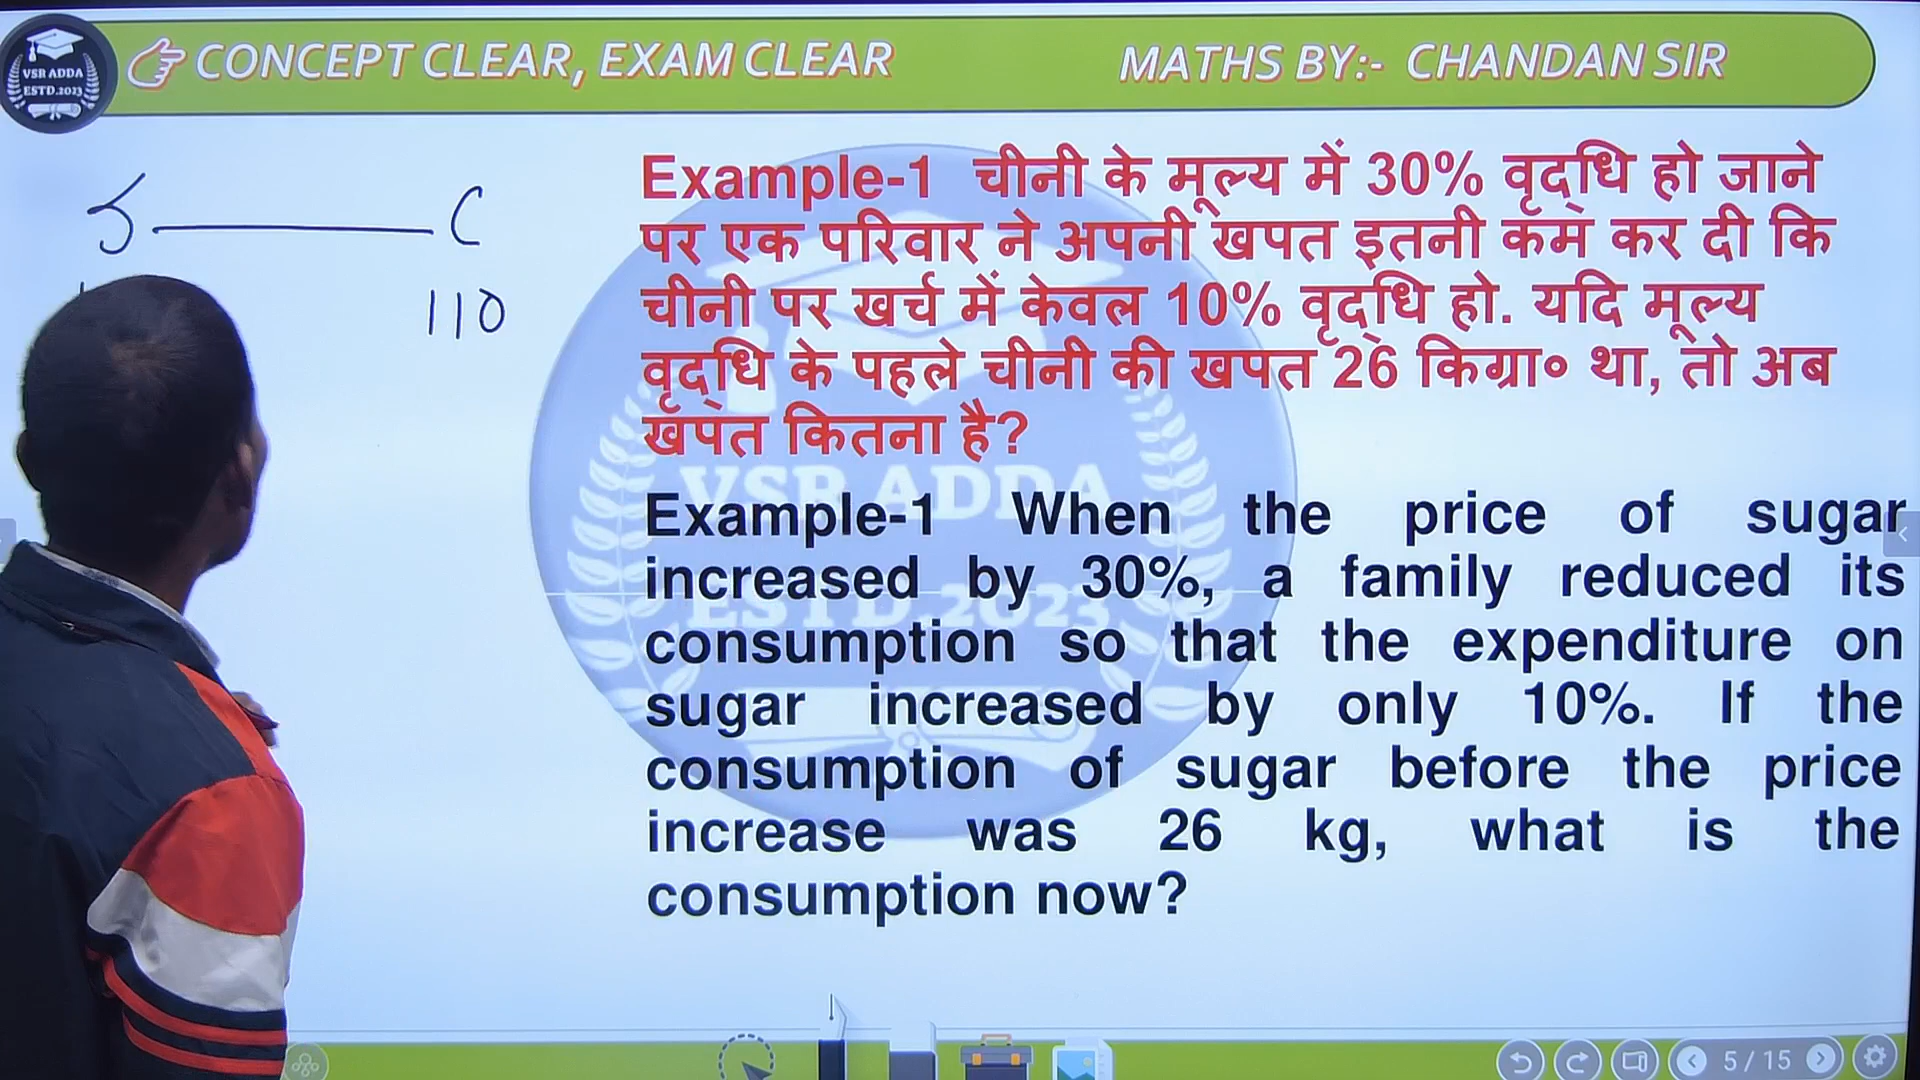 VSR ADDA
ESTD.2023
CONCEPT CLEAR, EXAM CLEAR
MATHS BY:- CHANDAN SIR
C
110
Example-1 चीनी के मूल्य में 30% वृद्धि हो जाने
पर एक परिवार ने अपनी खपत इतनी कम कर दी कि
चीनी पर खर्च में केवल 10% वृद्धि हो. यदि मूल्य
वृद्धि के पहले चीनी की खपत 26 किग्रा० था, तो अब
खपत कितना है?
VSR ADDA
ESTD.2023
Example-1 When the price of sugar
increased by 30%, a family reduced its
consumption so that the expenditure on
sugar increased by only 10%. If the
consumption of sugar before the price
increase was 26 kg, what is the
consumption now?
5 / 15